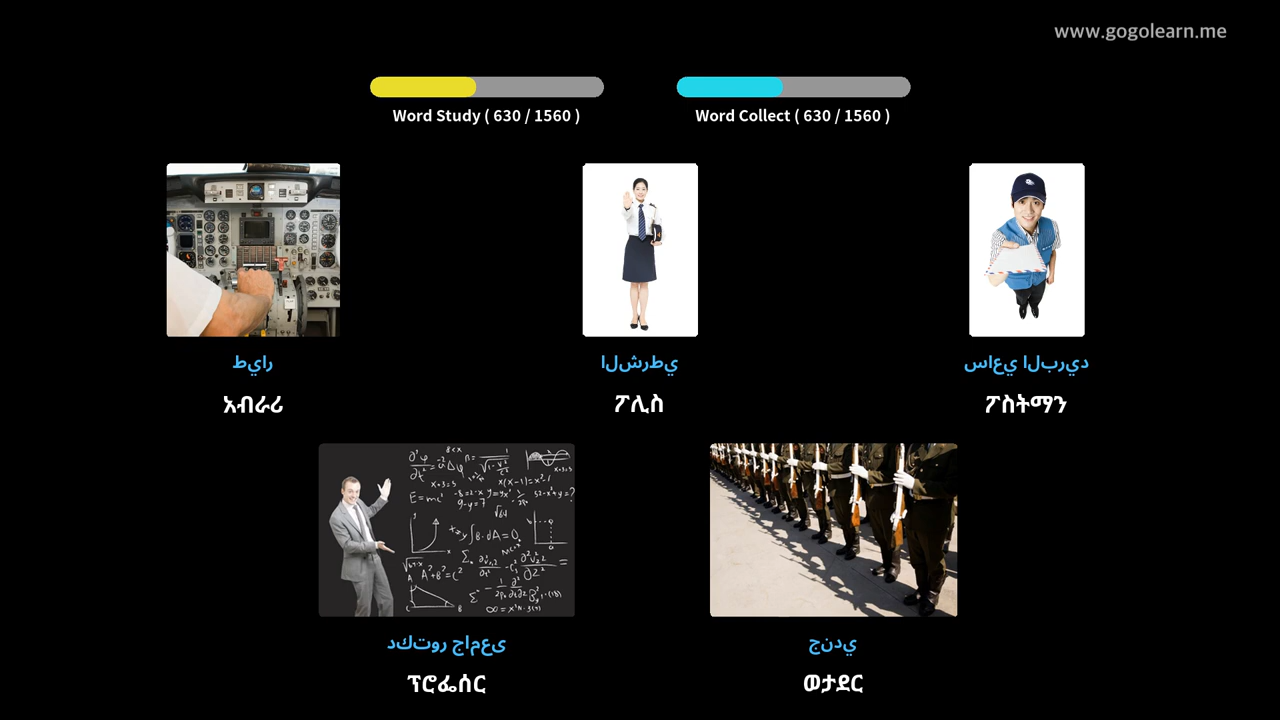 www.gogolearn.me
Word Study ( 630 / 1560 )
Word Collect ( 630 / 1560 )
طيار
አብራሪ
الشرطي
ፖሊስ
ساعي البريد
ፖስትማን
دكتور جامعى
ፕሮፌሰር
جندي
ወታደር